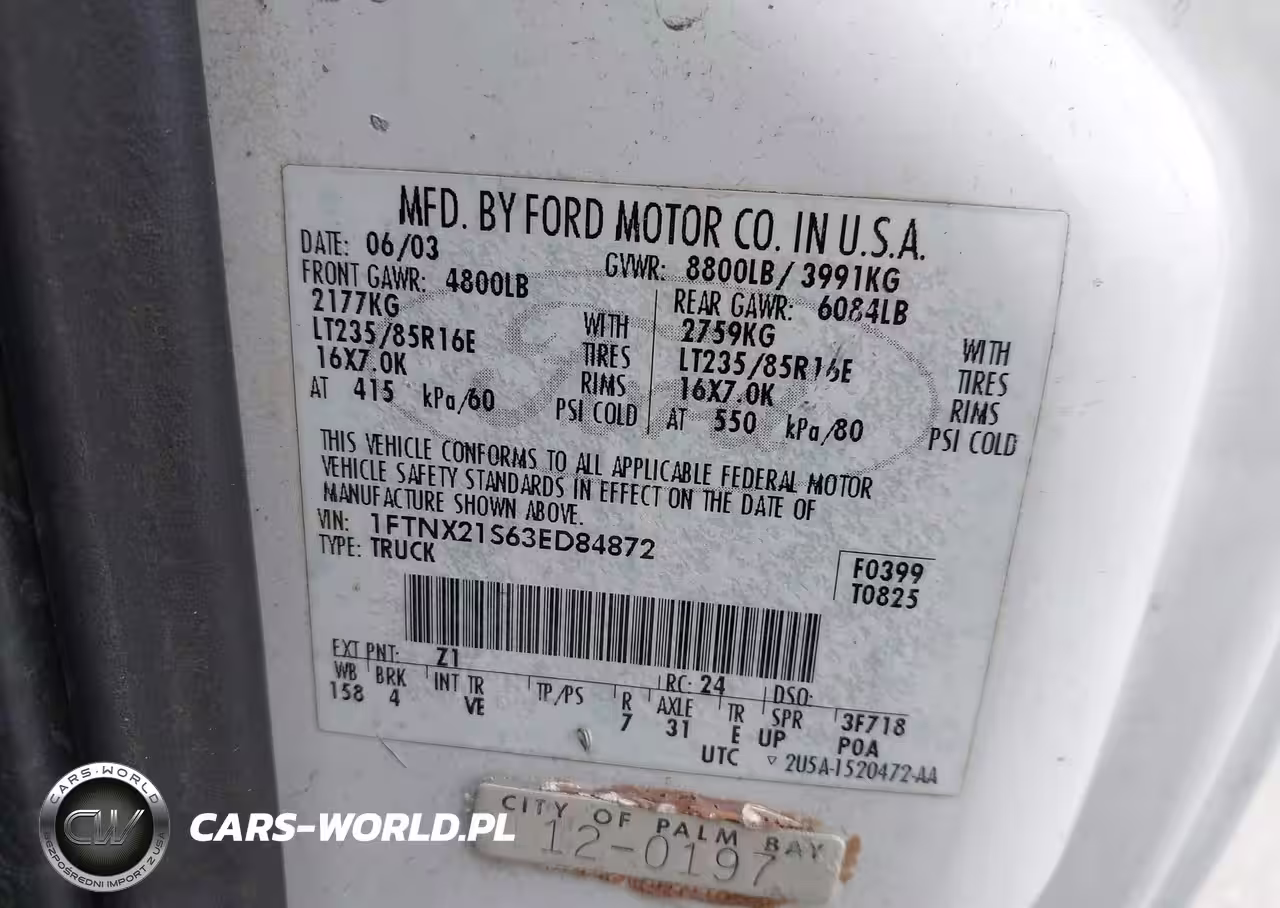 MFD. BY FORD MOTOR CO. IN U.S.A.
DATE: 06/03 GVWR: 8800LB/ 3991KG
FRONT GAWR: 4800LB REAR GAWR: 6084LB
2177KG WITH 2759KG WITH
LT235/85R16E TIRES LT235/85R16E TIRES
16X7.0K RIMS 16X7.0K RIMS
AT 415 kPa/60 PSI COLD AT 550 kPa/80 PSI COLD
THIS VEHICLE CONFORMS TO ALL APPLICABLE FEDERAL MOTOR
VEHICLE SAFETY STANDARDS IN EFFECT ON THE DATE OF
MANUFACTURE SHOWN ABOVE.
VIN: 1FTNX21S63ED84872
TYPE: TRUCK
F0399
T0825
EXT PNT: Z1 RC: 24 DSO:
WB BRK INT TR TP/PS R AXLE TR SPR 3F718
158 4 VE 7 31 E UP P0A
UTC ▽ 2U5A-1520472-AA
CITY OF PALM BAY
12-0197
CARS-WORLD
CW
BEZPOŚREDNI IMPORT Z USA
CARS-WORLD.PL